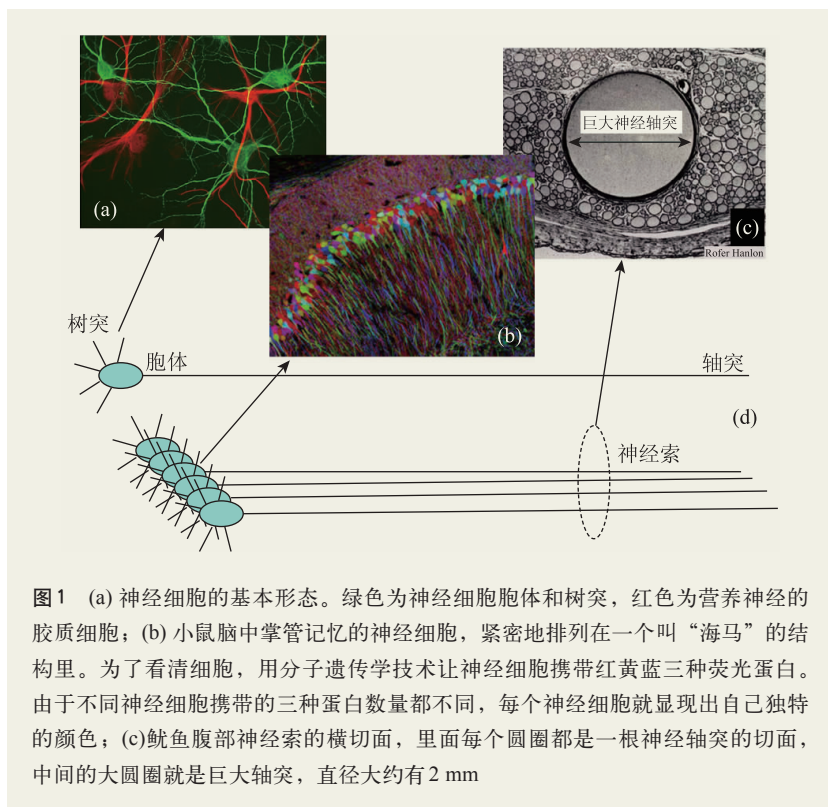 (a)
巨大神经轴突
(c)
Rofer Hanlon
(b)
树突
胞体
轴突
(d)
神经索
图1 (a) 神经细胞的基本形态。绿色为神经细胞胞体和树突，红色为营养神经的
胶质细胞；(b) 小鼠脑中掌管记忆的神经细胞，紧密地排列在一个叫“海马”的结
构里。为了看清细胞，用分子遗传学技术让神经细胞携带红黄蓝三种荧光蛋白。
由于不同神经细胞携带的三种蛋白数量都不同，每个神经细胞就显现出自己独特
的颜色；(c)鱿鱼腹部神经索的横切面，里面每个圆圈都是一根神经轴突的切面，
中间的大圆圈就是巨大轴突，直径大约有2 mm